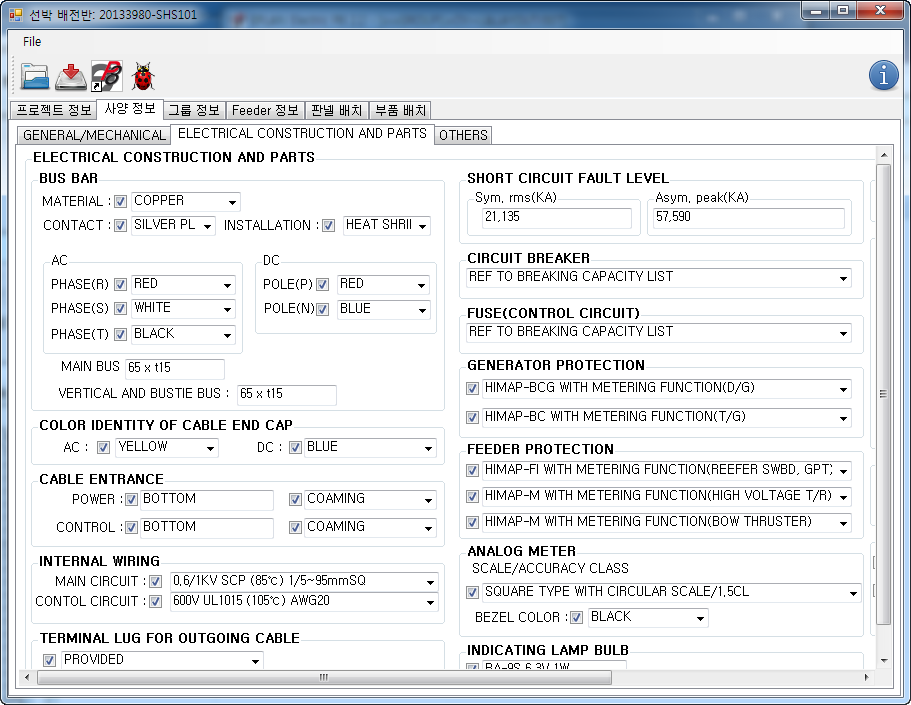 선박 배전반: 20133980-SHS101
File
프로젝트 정보 사양 정보 그룹 정보 Feeder 정보 판넬 배치 부품 배치
GENERAL/MECHANICAL ELECTRICAL CONSTRUCTION AND PARTS OTHERS
ELECTRICAL CONSTRUCTION AND PARTS
BUS BAR
MATERIAL : COPPER
CONTACT : SILVER PL INSTALLATION : HEAT SHRII
AC
PHASE(R) RED
PHASE(S) WHITE
PHASE(T) BLACK
DC
POLE(P) RED
POLE(N) BLUE
MAIN BUS 65 x t15
VERTICAL AND BUSTIE BUS : 65 x t15
COLOR IDENTITY OF CABLE END CAP
AC : YELLOW DC : BLUE
CABLE ENTRANCE
POWER : BOTTOM COAMING
CONTROL : BOTTOM COAMING
INTERNAL WIRING
MAIN CIRCUIT : 0,6/1KV SCP (85℃) 1/5~95mmSQ
CONTOL CIRCUIT : 600V UL1015 (105℃) AWG20
TERMINAL LUG FOR OUTGOING CABLE
PROVIDED
SHORT CIRCUIT FAULT LEVEL
Sym, rms(KA) Asym, peak(KA)
21,135 57,590
CIRCUIT BREAKER
REF TO BREAKING CAPACITY LIST
FUSE(CONTROL CIRCUIT)
REF TO BREAKING CAPACITY LIST
GENERATOR PROTECTION
HIMAP-BCG WITH METERING FUNCTION(D/G)
HIMAP-BC WITH METERING FUNCTION(T/G)
FEEDER PROTECTION
HIMAP-FI WITH METERING FUNCTION(REEFER SWBD, GPT;
HIMAP-M WITH METERING FUNCTION(HIGH VOLTAGE T/R)
HIMAP-M WITH METERING FUNCTION(BOW THRUSTER)
ANALOG METER
SCALE/ACCURACY CLASS
SQUARE TYPE WITH CIRCULAR SCALE/1,5CL
BEZEL COLOR : BLACK
INDICATING LAMP BULB
BA-9S 6,3V 1W